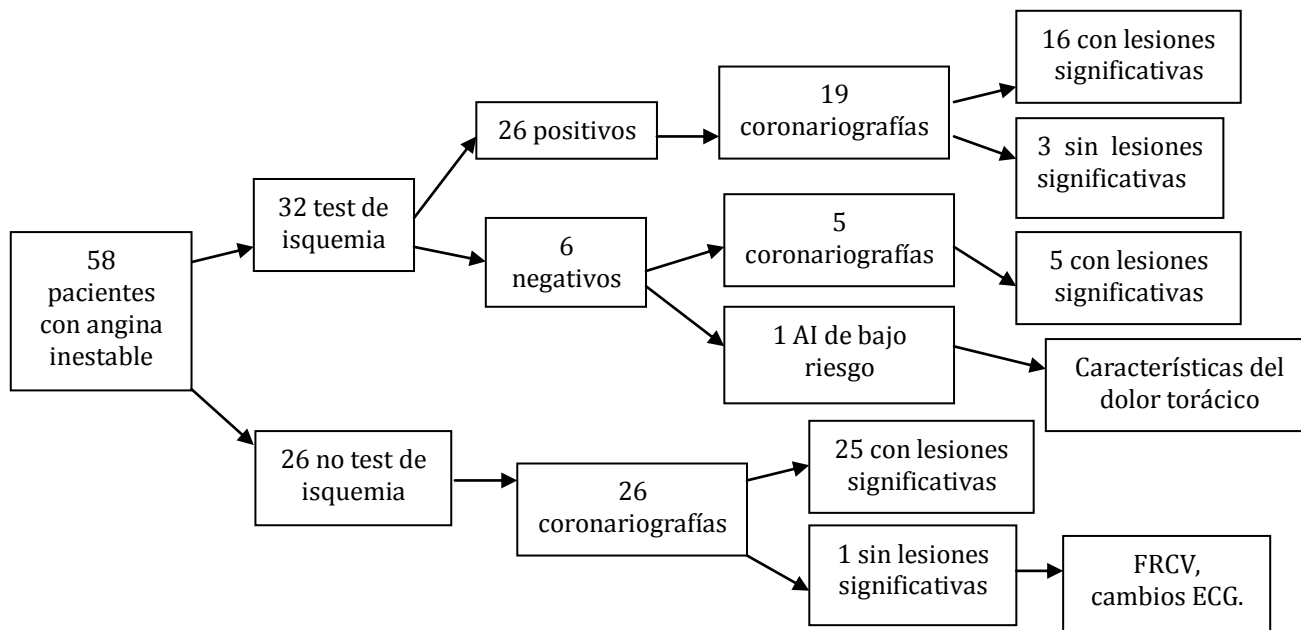 58
pacientes
con angina
inestable
32 test de
isquemia
26 positivos
19
coronariografías
16 con lesiones
significativas
3 sin lesiones
significativas
6
negativos
5
coronariografías
5 con lesiones
significativas
1 AI de bajo
riesgo
Características del
dolor torácico
26 no test de
isquemia
26
coronariografías
25 con lesiones
significativas
1 sin lesiones
significativas
FRCV,
cambios ECG.